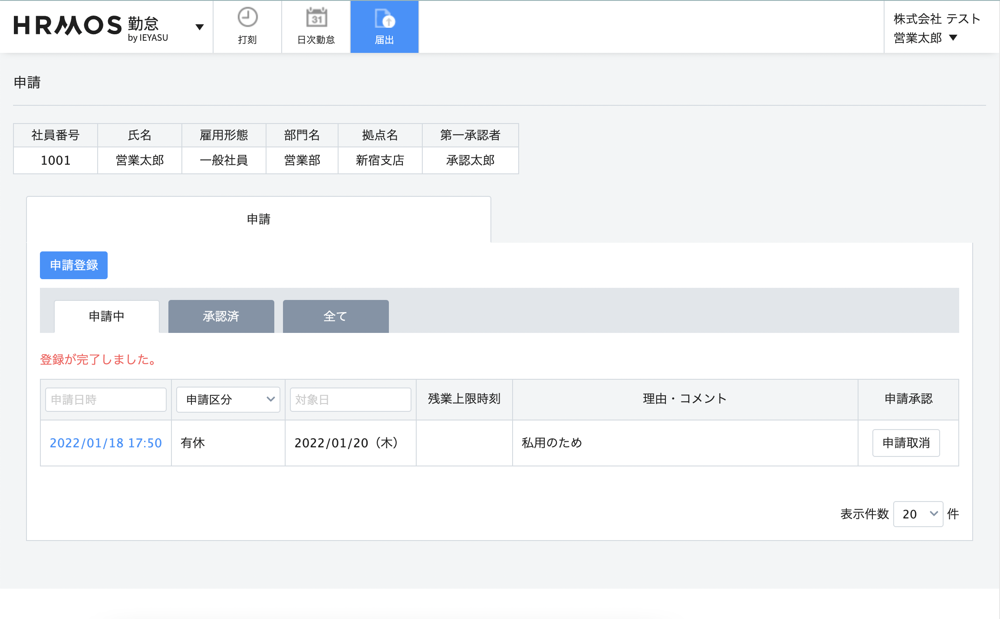 HRMOS 勤怠
by IEYASU
打刻
31
日次勤怠
届出
株式会社 テスト
営業太郎 ▼
申請
社員番号 氏名 雇用形態 部門名 拠点名 第一承認者
1001 営業太郎 一般社員 営業部 新宿支店 承認太郎
申請
申請登録
申請中 承認済 全て
登録が完了しました。
申請日時 申請区分 対象日 残業上限時刻 理由・コメント 申請承認
2022/01/18 17:50 有休 2022/01/20（木） 私用のため 申請取消
表示件数 20 件